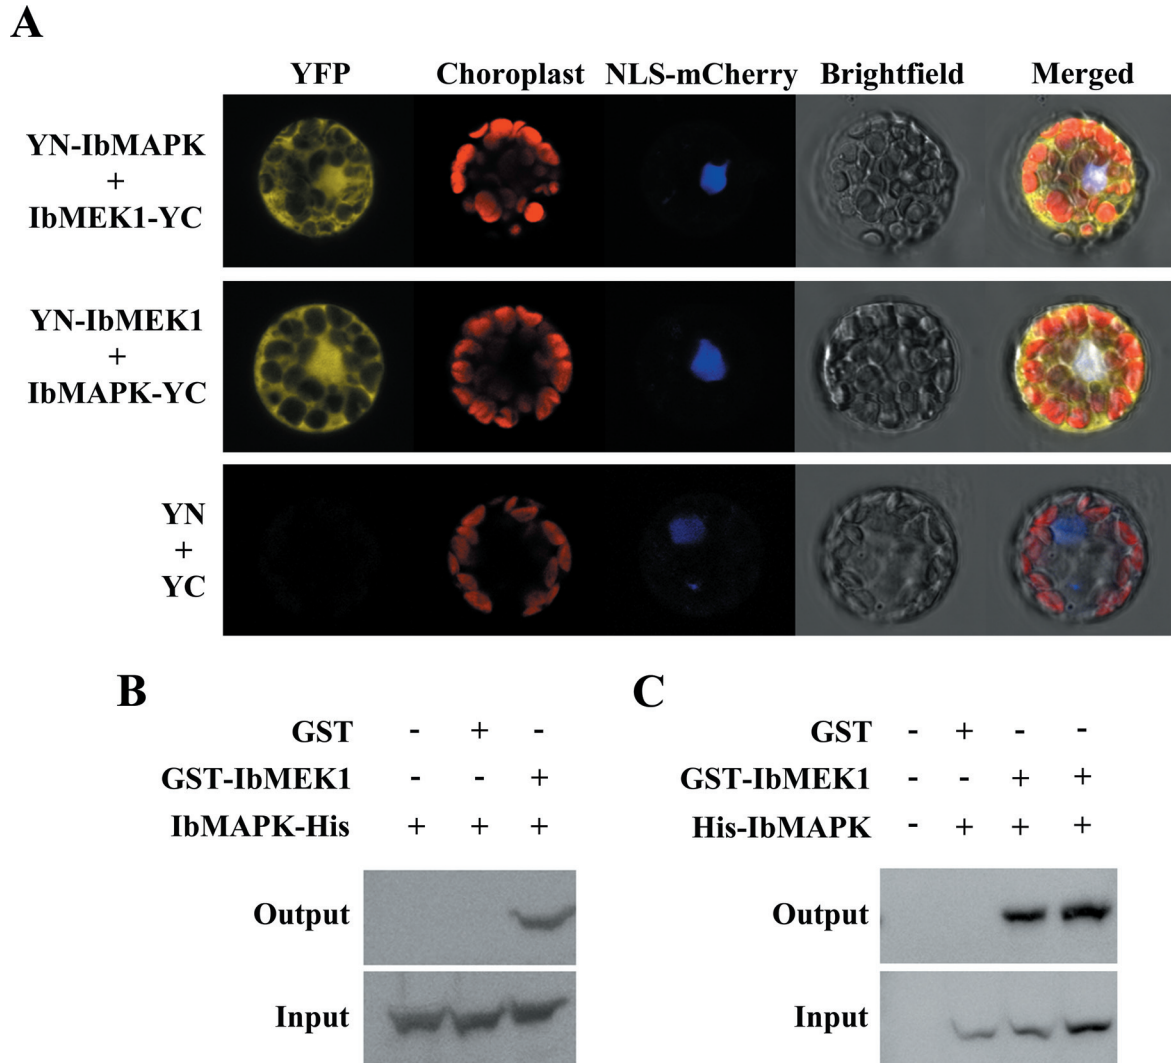 A
YFP Choroplast NLS-mCherry Brightfield Merged
YN-IbMAPK
+
IbMEK1-YC
YN-IbMEK1
+
IbMAPK-YC
YN
+
YC
B
GST - + -
GST-IbMEK1 - - +
IbMAPK-His + + +
Output
Input
C
GST - + - -
GST-IbMEK1 - - + +
His-IbMAPK - + + +
Output
Input